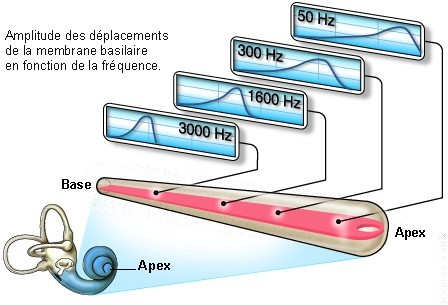 Amplitude des déplacements
de la membrane basilaire
en fonction de la fréquence.
50 Hz
300 Hz
1600 Hz
3000 Hz
Base
Apex
Apex